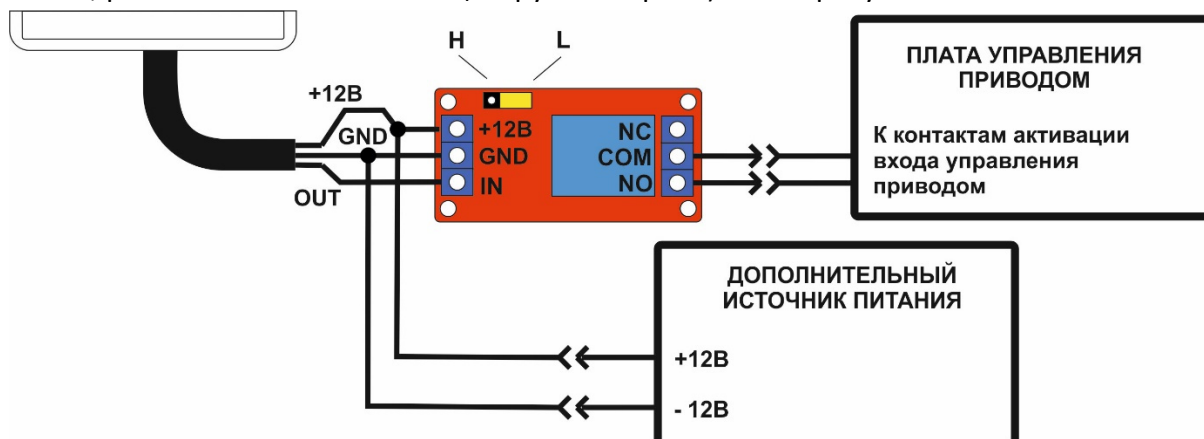 H L
+12В
GND
OUT
+12В
GND
IN
NC
COM
NO
ПЛАТА УПРАВЛЕНИЯ
ПРИВОДОМ
К контактам активации
входа управления
приводом
ДОПОЛНИТЕЛЬНЫЙ
ИСТОЧНИК ПИТАНИЯ
+12В
- 12В